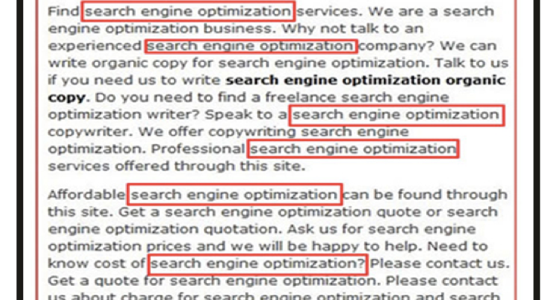 Find search engine optimization services. We are a search
engine optimization business. Why not talk to an
experienced search engine optimization company? We can
write organic copy for search engine optimization. Talk to us
if you need us to write search engine optimization organic
copy. Do you need to find a freelance search engine
optimization writer? Speak to a search engine optimization
copywriter. We offer copywriting search engine
optimization. Professional search engine optimization
services offered through this site.
Affordable search engine optimization can be found through
this site. Get a search engine optimization quote or search
engine optimization quotation. Ask us for search engine
optimization prices and we will be happy to help. Need to
know cost of search engine optimization? Please contact us.
Get a quote for search engine optimization. Please contact
us about charge for search engine optimization and search